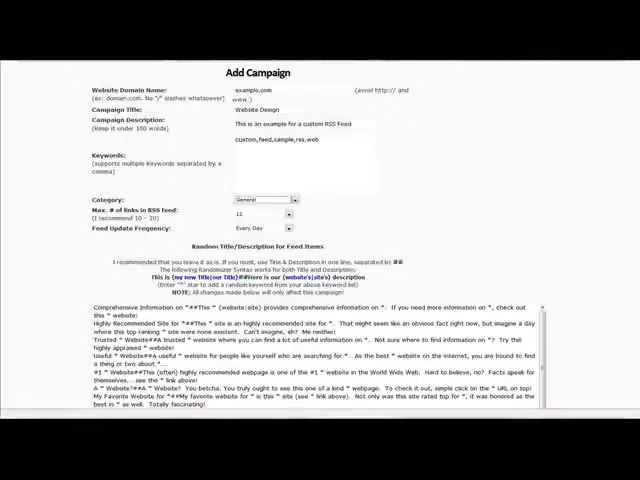 Add Campaign
Website Domain Name: example.com (avoid http:// and
(ex: domain.com. No "/" slashes whatsoever) www.)
Campaign Title: Website Design
Campaign Description: This is an example for a custom RSS Feed
(Keep it under 100 words)
custom,feed,sample,rss,web
Keywords:
(supports multiple Keywords separated by a
comma)
Category: General
Max. # of links in RSS feed: 12
(I recommend 10 - 20)
Feed Update Frequency: Every Day
Random Title/Description for Feed Items
I recommended that you leave it as is. If you must, use Title & Description in one line, separated by ##
The following Randomizer Syntax works for both Title and Description:
This is {my new Title|our Title}##Here is our {website's|site's} description
(Enter "*" star to add a random keyword from your above keyword list)
NOTE: All changes made below will only affect this campaign!
Comprehensive Information on *##This * {website|site} provides comprehensive information on *. If you need more information on *, check out
this * website!
Highly Recommended Site for *##This * site is an highly recommended site for *. That might seem like an obvious fact right now, but imagine a
day where this top ranking * site were none existent. Can't imagine, eh? Me neither!
Trusted * Website##A trusted * website where you can find a lot of useful information on *. Not sure where to find information on *? Try the
highly appraised * website!
Useful * Website##A useful * website for people like yourself who are searching for *. As the best * website on the internet, you are bound to find
a thing or two about *...
#1 * Website##This (often) highly recommended webpage is one of the #1 * website in the World Wide Web. Hard to believe, no? Facts speak for
themselves....see the * link above!
A * Website?##A * Website? You betcha. You truly ought to see this one of a kind * webpage. To check it out, simple click on the * URL on top!
My Favorite Website for *##My favorite website for * is this * site (see * link above). Not only was this site rated top for *, it was honored as the
best in * as well. Totally fascinating!